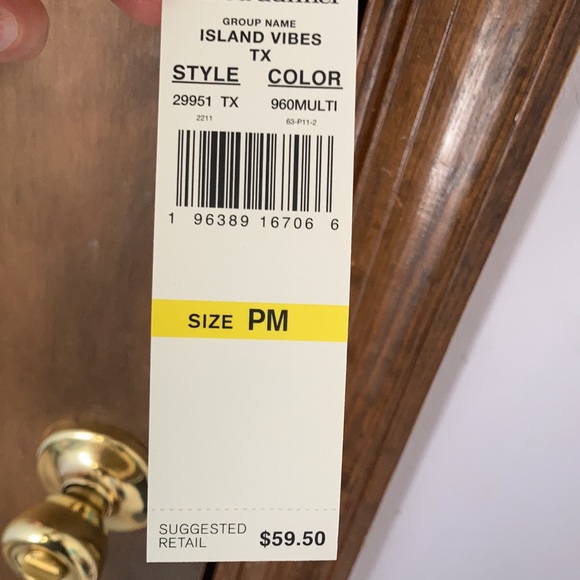 GROUP NAME
ISLAND VIBES
TX
STYLE COLOR
29951 TX 960MULTI
2211 63-P11-2
1 96389 16706 6
SIZE PM
SUGGESTED
RETAIL $59.50